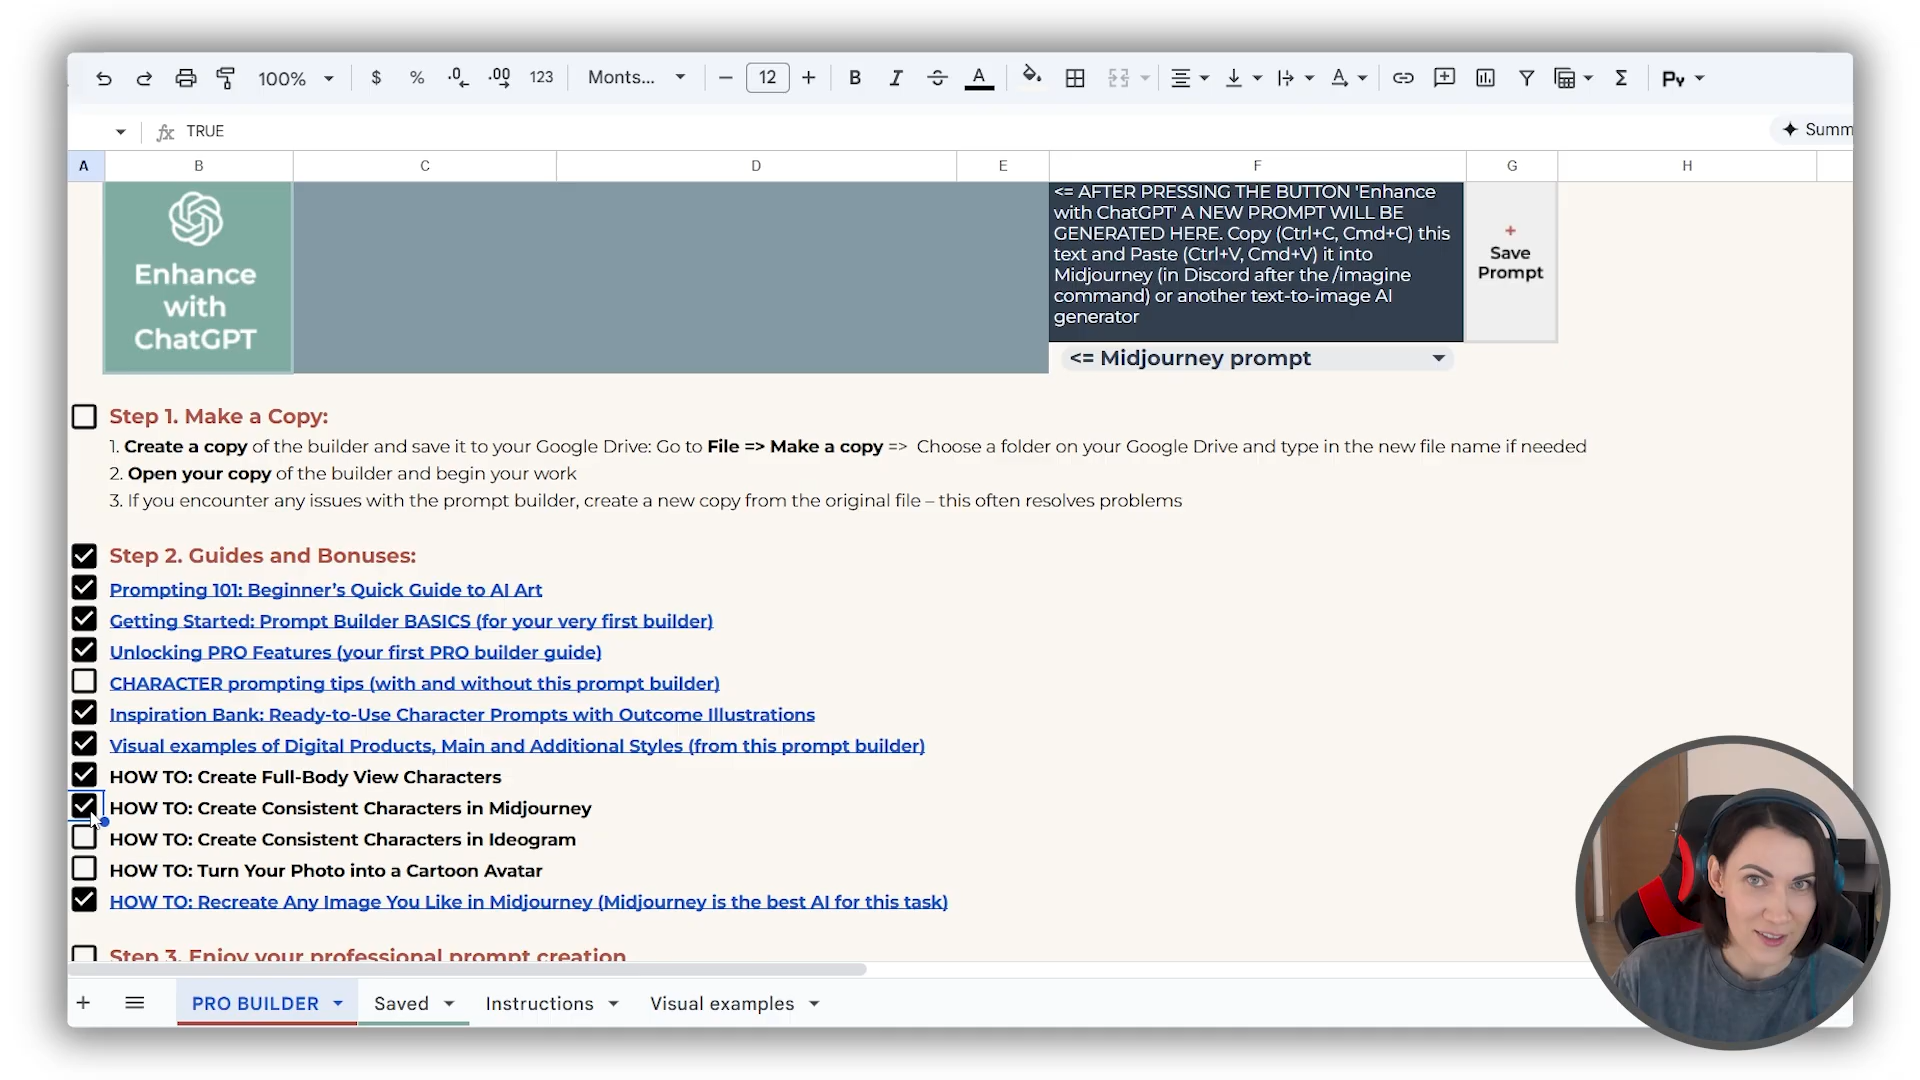 100% $ % .0 .00 123 Monts... 12 B I A Py
fx TRUE Summ
A B C D E F G H
Enhance
with
ChatGPT
<= AFTER PRESSING THE BUTTON 'Enhance
with ChatGPT' A NEW PROMPT WILL BE
GENERATED HERE. Copy (Ctrl+C, Cmd+C) this
text and Paste (Ctrl+V, Cmd+V) it into
Midjourney (in Discord after the /imagine
command) or another text-to-image AI
generator
+
Save
Prompt
<= Midjourney prompt
Step 1. Make a Copy:
1. Create a copy of the builder and save it to your Google Drive: Go to File => Make a copy => Choose a folder on your Google Drive and type in the new file name if needed
2. Open your copy of the builder and begin your work
3. If you encounter any issues with the prompt builder, create a new copy from the original file – this often resolves problems
Step 2. Guides and Bonuses:
Prompting 101: Beginner’s Quick Guide to AI Art
Getting Started: Prompt Builder BASICS (for your very first builder)
Unlocking PRO Features (your first PRO builder guide)
CHARACTER prompting tips (with and without this prompt builder)
Inspiration Bank: Ready-to-Use Character Prompts with Outcome Illustrations
Visual examples of Digital Products, Main and Additional Styles (from this prompt builder)
HOW TO: Create Full-Body View Characters
HOW TO: Create Consistent Characters in Midjourney
HOW TO: Create Consistent Characters in Ideogram
HOW TO: Turn Your Photo into a Cartoon Avatar
HOW TO: Recreate Any Image You Like in Midjourney (Midjourney is the best AI for this task)
Step 3. Enjoy your professional prompt creation
PRO BUILDER Saved Instructions Visual examples